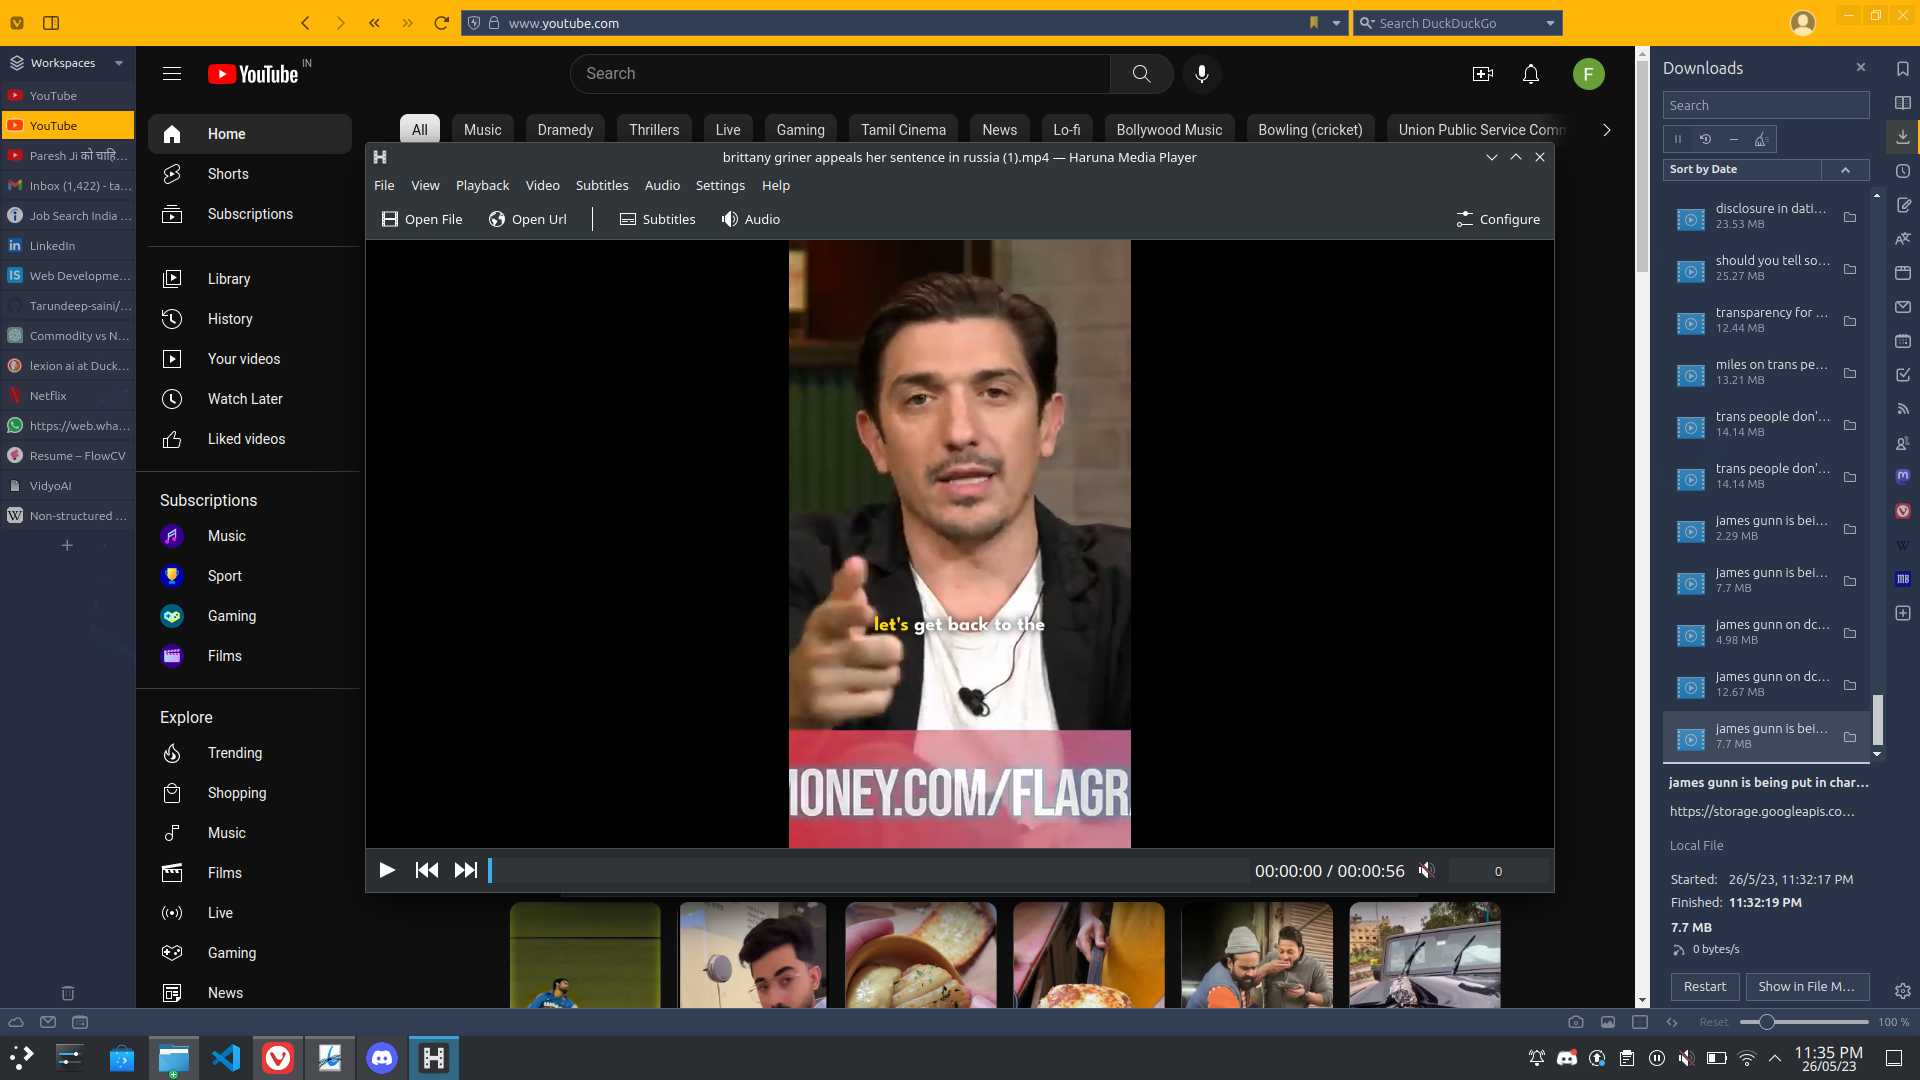 www.youtube.com
Search DuckDuckGo
Workspaces
YouTube
YouTube
Paresh Ji को चाहि...
Inbox (1,422) - ta...
Job Search India ...
LinkedIn
Web Developme...
Tarundeep-saini/...
Commodity vs N...
lexion ai at Duck...
Netflix
https://web.wha...
Resume – FlowCV
VidyoAI
Non-structured ...
YouTube
IN
Search
F
Home
Shorts
Subscriptions
Library
History
Your videos
Watch Later
Liked videos
Subscriptions
Music
Sport
Gaming
Films
Explore
Trending
Shopping
Music
Films
Live
Gaming
News
All
Music
Dramedy
Thrillers
Live
Gaming
Tamil Cinema
News
Lo-fi
Bollywood Music
Bowling (cricket)
Union Public Service Com
brittany griner appeals her sentence in russia (1).mp4 — Haruna Media Player
File View Playback Video Subtitles Audio Settings Help
Open File Open Url Subtitles Audio Configure
let's get back to the
MONEY.COM/FLAGR
00:00:00 / 00:00:56
0
Downloads
Search
Sort by Date
disclosure in dati...
23.53 MB
should you tell so...
25.27 MB
transparency for ...
12.44 MB
miles on trans pe...
13.21 MB
trans people don'...
14.14 MB
trans people don'...
14.14 MB
james gunn is bei...
2.29 MB
james gunn is bei...
7.7 MB
james gunn on dc...
4.98 MB
james gunn on dc...
12.67 MB
james gunn is bei...
7.7 MB
james gunn is being put in char...
https://storage.googleapis.co...
Local File
Started: 26/5/23, 11:32:17 PM
Finished: 11:32:19 PM
7.7 MB
0 bytes/s
Restart
Show in File M...
Reset
100 %
11:35 PM
26/05/23